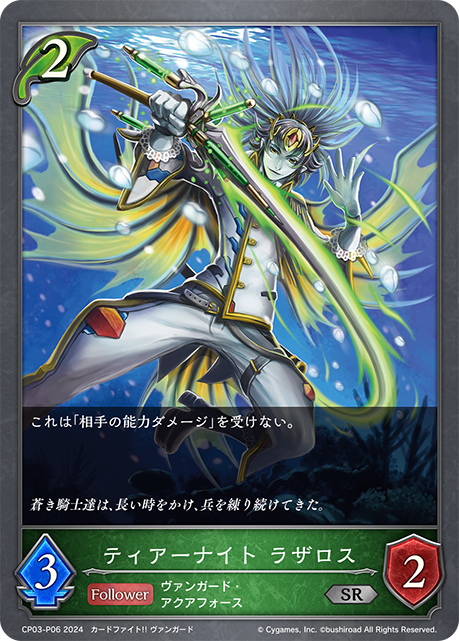 2
これは「相手の能力ダメージ」を受けない。
蒼き騎士達は、長い時をかけ、兵を練り続けてきた。
ティアーナイト ラザロス
3
Follower
ヴァンガード・
アクアフォース
SR
2
CP03-P06 2024 カードファイト!! ヴァンガード
© Cygames, Inc. ©bushiroad All Rights Reserved.